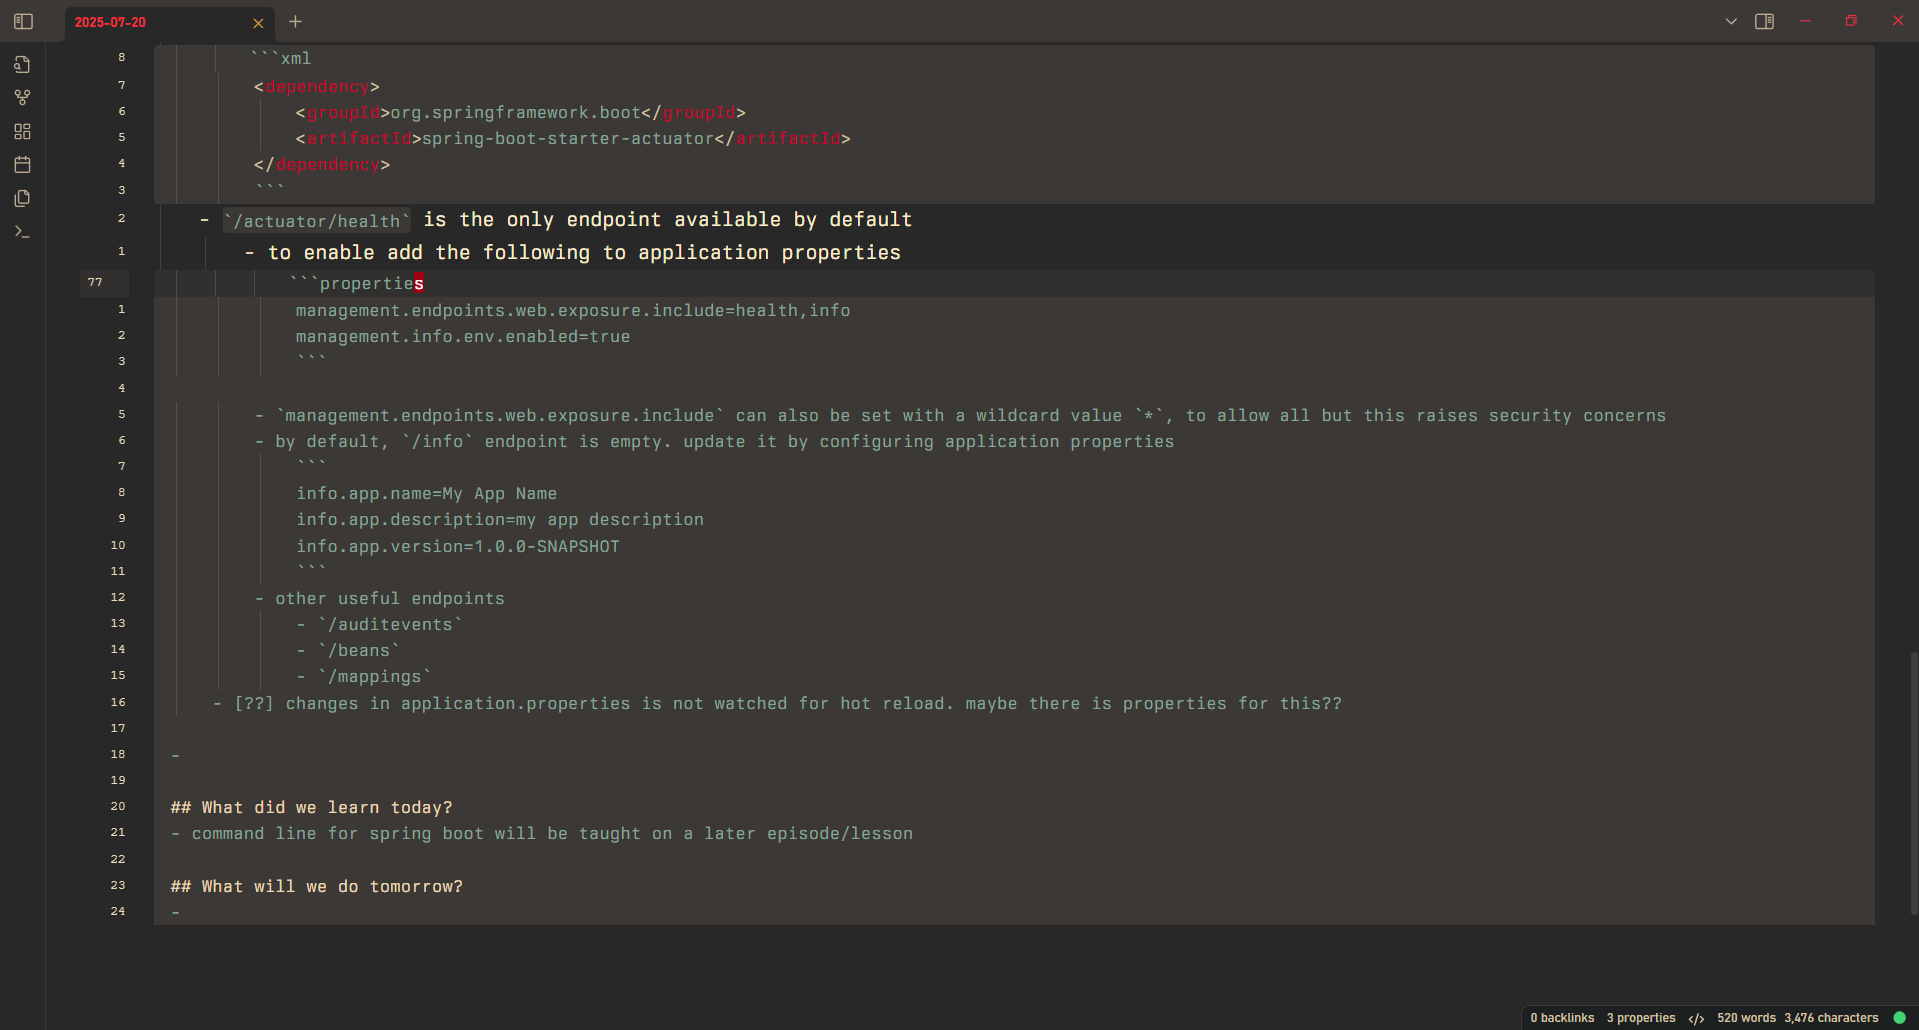 2025-07-20
8 ```xml
7 <dependency>
6 <groupId>org.springframework.boot</groupId>
5 <artifactId>spring-boot-starter-actuator</artifactId>
4 </dependency>
3 ```
2 - `/actuator/health` is the only endpoint available by default
1 - to enable add the following to application properties
77 ```properties
1 management.endpoints.web.exposure.include=health,info
2 management.info.env.enabled=true
3 ```
4
5 - `management.endpoints.web.exposure.include` can also be set with a wildcard value `*`, to allow all but this raises security concerns
6 - by default, `/info` endpoint is empty. update it by configuring application properties
7 ```
8 info.app.name=My App Name
9 info.app.description=my app description
10 info.app.version=1.0.0-SNAPSHOT
11 ```
12 - other useful endpoints
13 - `/auditevents`
14 - `/beans`
15 - `/mappings`
16 - [??] changes in application.properties is not watched for hot reload. maybe there is properties for this??
17
18 -
19
20 ## What did we learn today?
21 - command line for spring boot will be taught on a later episode/lesson
22
23 ## What will we do tomorrow?
24 -
0 backlinks 3 properties </> 520 words 3,476 characters